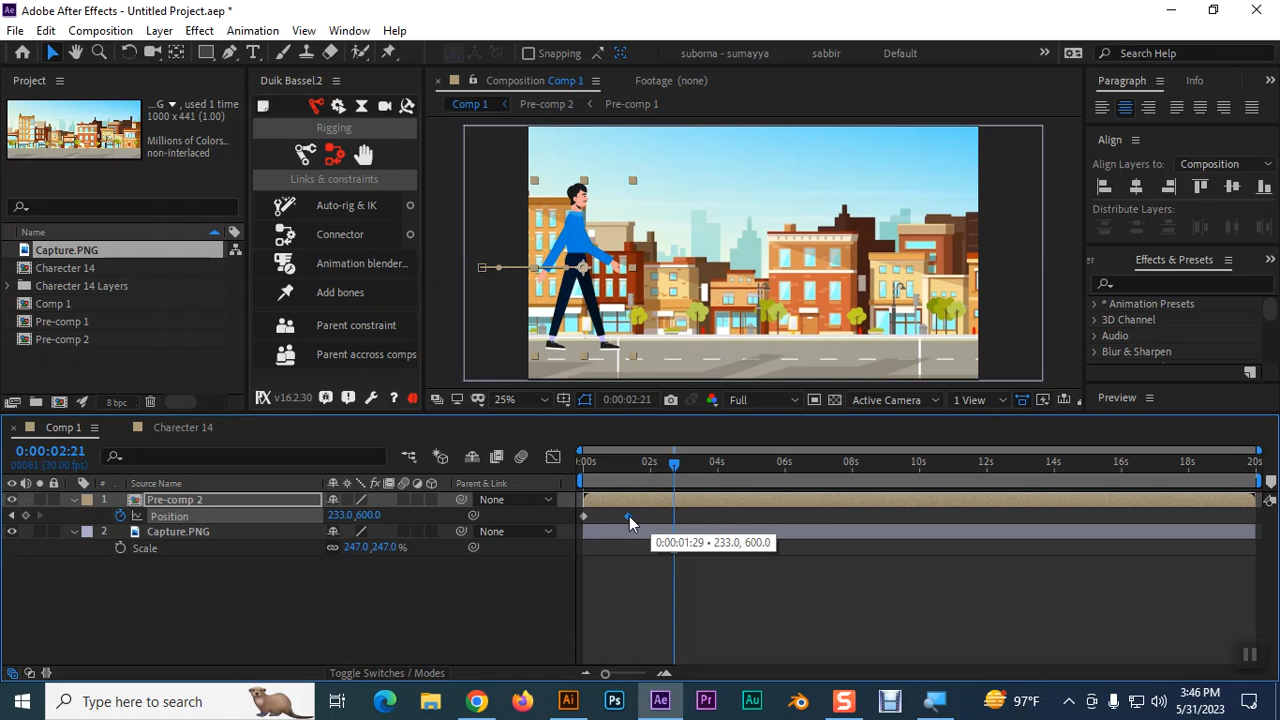 Adobe After Effects - Untitled Project.aep *
File Edit Composition Layer Effect Animation View Window Help
Snapping suborna - sumayya sabbir Default Search Help
Project Duik Bassel.2 Composition Comp 1 Footage (none) Paragraph Info
Comp 1 Pre-comp 2 Pre-comp 1
...G, used 1 time
1000 x 441 (1.00)
Millions of Colors...
non-interlaced
Rigging
Links & constraints
Auto-rig & IK
Connector
Animation blender...
Add bones
Parent constraint
Parent accross comps
v16.2.30
Name
Capture.PNG
Charecter 14
Charecter 14 Layers
Comp 1
Pre-comp 1
Pre-comp 2
8 bpc
Align
Align Layers to: Composition
Distribute Layers:
er Effects & Presets
* Animation Presets
3D Channel
Audio
Blur & Sharpen
Preview
25% 0:00:02:21 Full Active Camera 1 View
Comp 1 Charecter 14
0:00:02:21
00081 (30.00 fps)
:00s 02s 04s 06s 08s 10s 12s 14s 16s 18s 20s
# Source Name Parent & Link
1 Pre-comp 2 None
Position 233.0,600.0
2 Capture.PNG None
Scale 247.0,247.0 %
0:00:01:29 • 233.0, 600.0
Toggle Switches / Modes
Type here to search
Ai Ps Ae Pr Au S
97°F
3:46 PM
5/31/2023